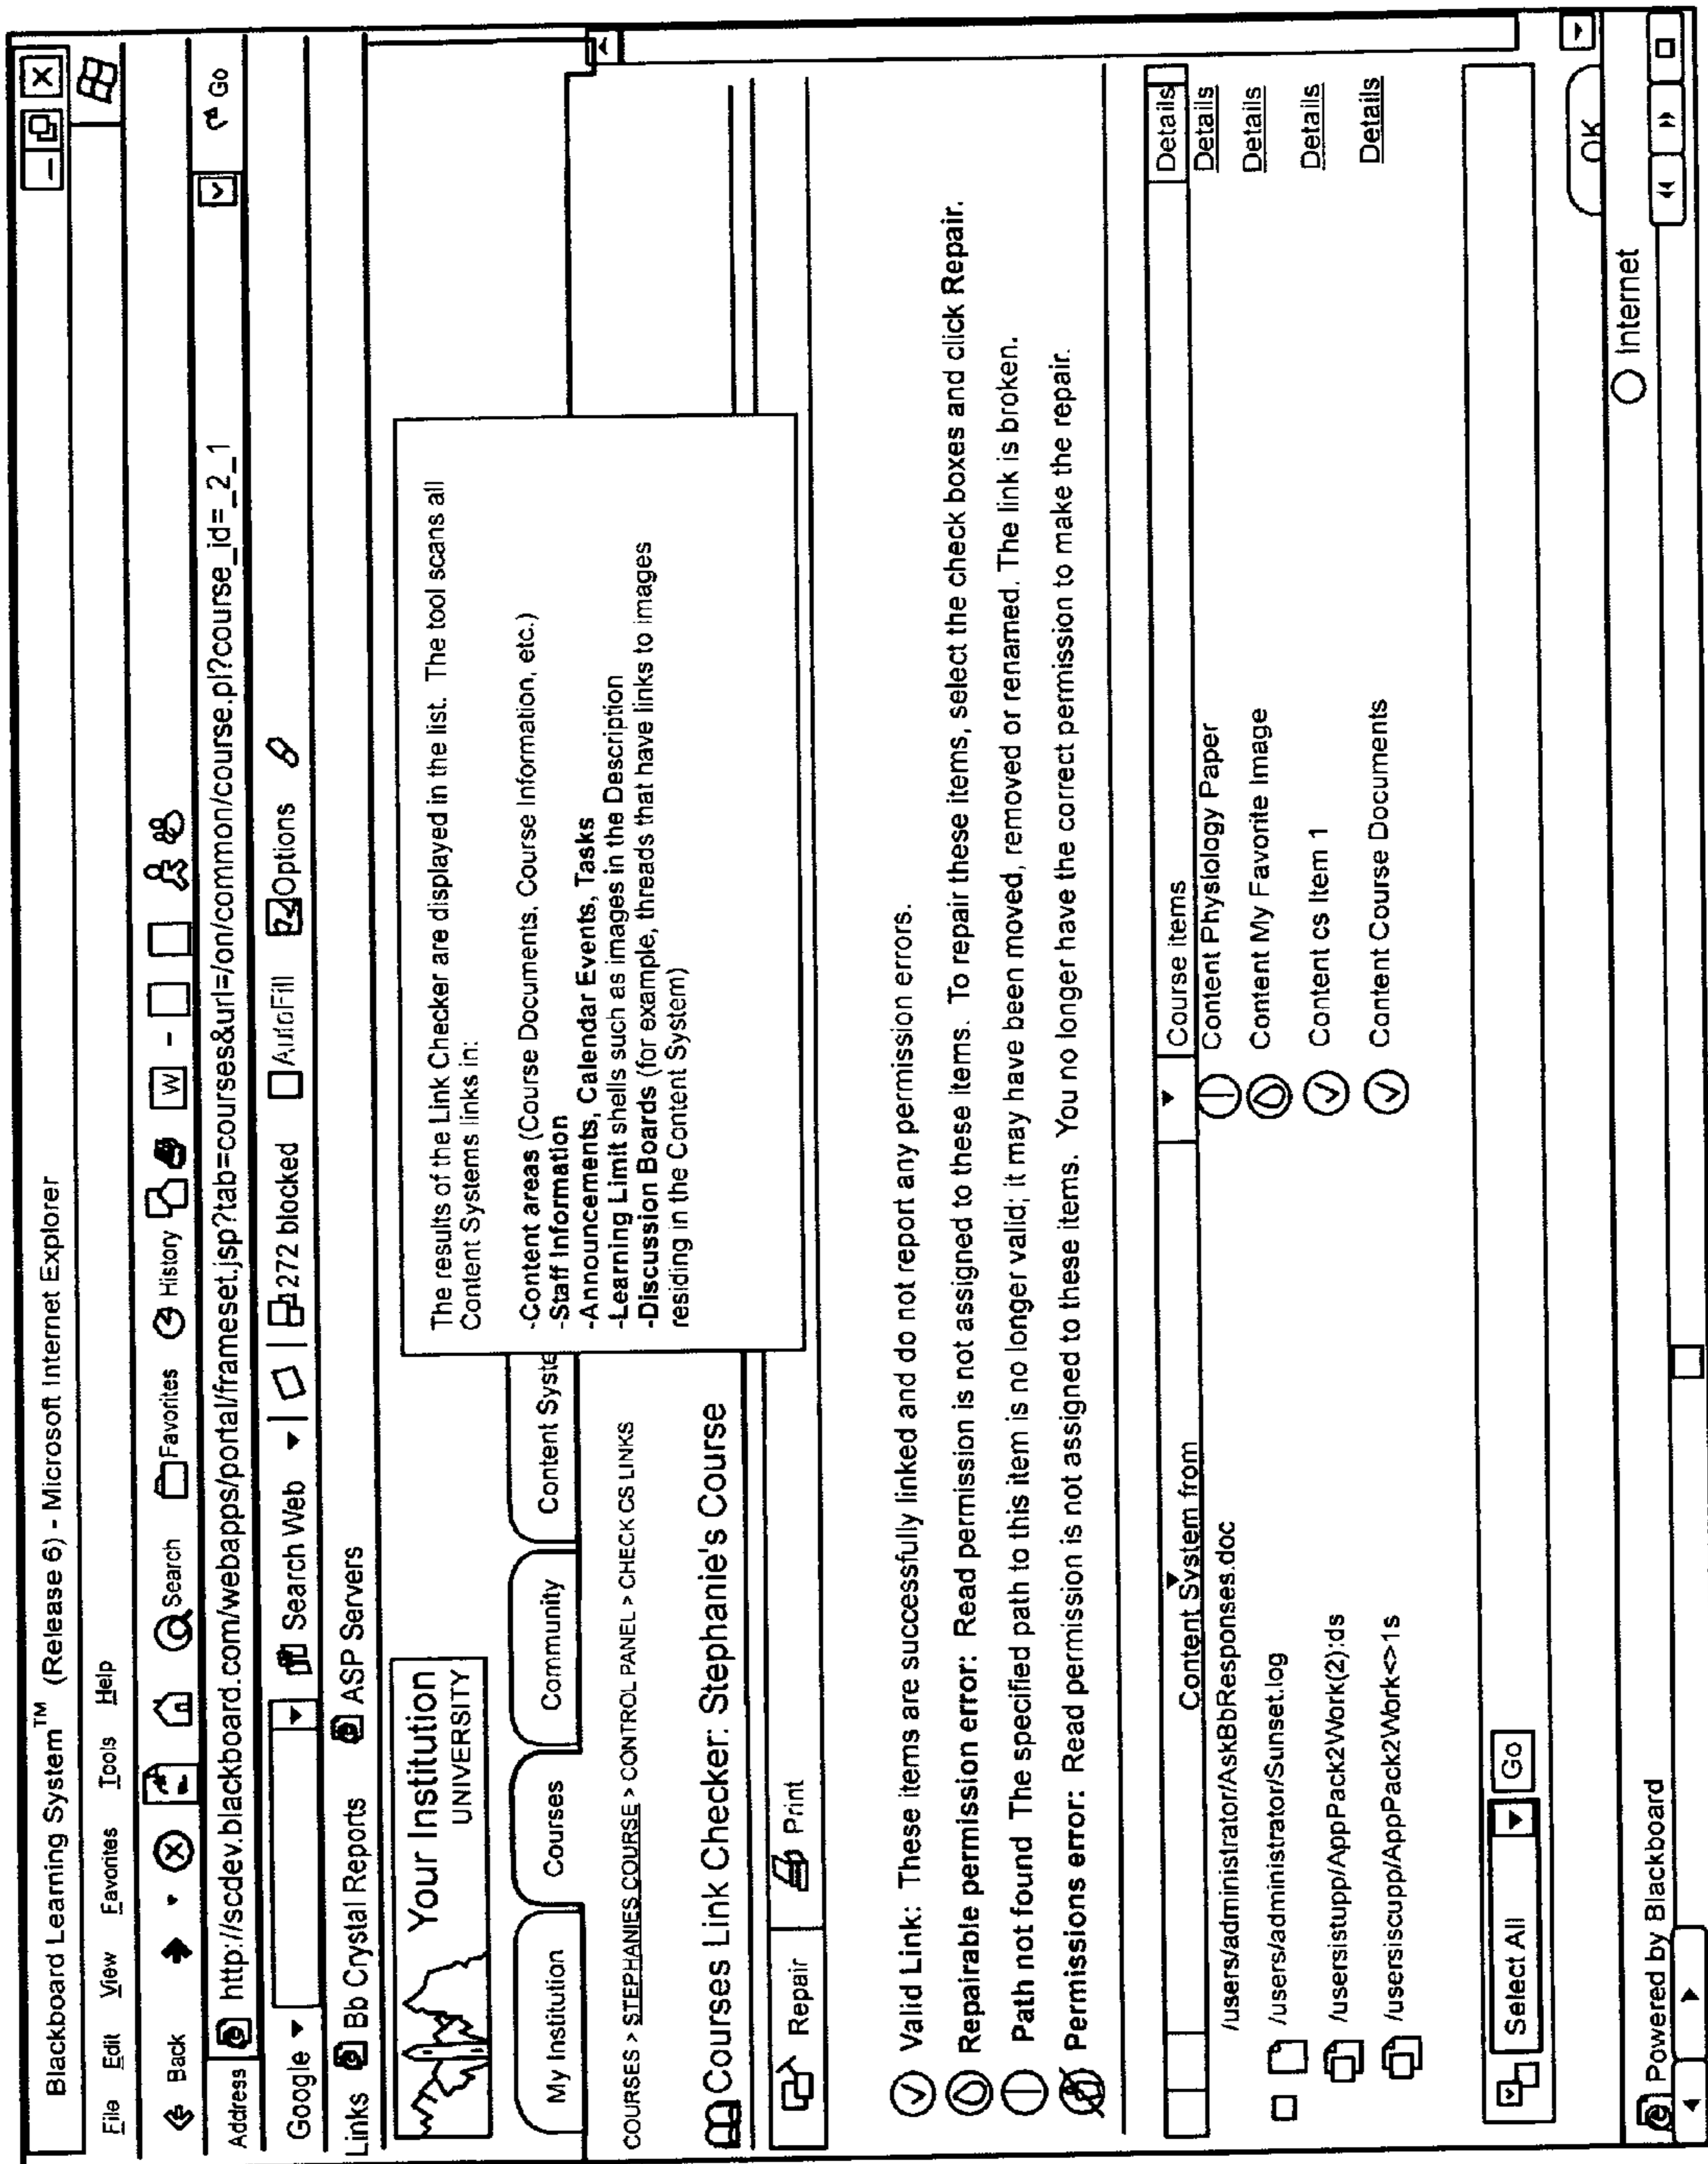 Blackboard Learning System™ (Release 6) - Microsoft Internet Explorer
File Edit View Favorites Tools Help
Back Search Favorites History W -
Address http://scdev.blackboard.com/webapps/portal/frameset.jsp?tab=courses&url=/on/common/course.pl?course_id=_2_1 Go
Google Search Web 272 blocked AutoFill Options
Links Bb Crystal Reports ASP Servers
Your Institution
UNIVERSITY
My Institution Courses Community Content Syste
The results of the Link Checker are displayed in the list. The tool scans all
Content Systems links in:
-Content areas (Course Documents, Course Information, etc.)
-Staff Information
-Announcements, Calendar Events, Tasks
-Learning Limit shells such as images in the Description
-Discussion Boards (for example, threads that have links to images
residing in the Content System)
COURSES > STEPHANIES COURSE > CONTROL PANEL > CHECK CS LINKS
Courses Link Checker: Stephanie's Course
Repair Print
Valid Link: These items are successfully linked and do not report any permission errors.
Repairable permission error: Read permission is not assigned to these items. To repair these items, select the check boxes and click Repair.
Path not found The specified path to this item is no longer valid; it may have been moved, removed or renamed. The link is broken.
Permissions error: Read permission is not assigned to these items. You no longer have the correct permission to make the repair.
Content System from Course items Details
/users/administrator/AskBbResponses.doc Content Physiology Paper Details
/users/administrator/Sunset.log Content My Favorite Image Details
/usersistupp/AppPack2Work(2):ds Content cs Item 1 Details
/usersiscupp/AppPack2Work<>1s Content Course Documents Details
Select All Go
OK
Powered by Blackboard Internet